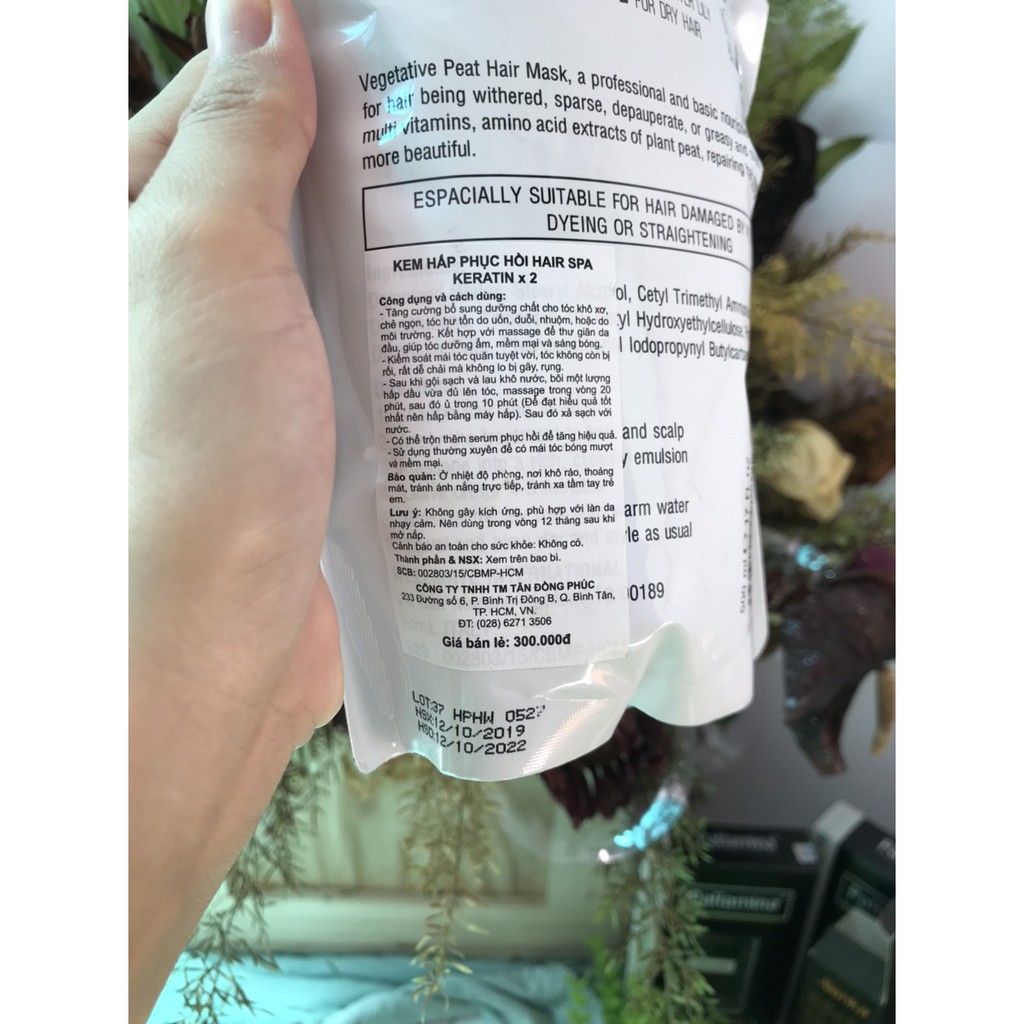 FOR DRY HAIR
Vegetative Peat Hair Mask, a professional and basic
for hair being withered, sparse, depauperate, or greasy and
multi vitamins, amino acid extracts of plant peat, repairing
more beautiful.
ESPACIALLY SUITABLE FOR HAIR DAMAGED BY
DYEING OR STRAIGHTENING
KEM HẤP PHỤC HỒI HAIR SPA
KERATIN x 2
Công dụng và cách dùng:
- Tăng cường bổ sung dưỡng chất cho tóc khô xơ,
chẻ ngọn, tóc hư tổn do uốn, duỗi, nhuộm, hoặc do
môi trường. Kết hợp với massage để thư giãn da
đầu, giúp tóc dưỡng ẩm, mềm mại và sáng bóng.
- Kiểm soát mái tóc quăn tuyệt vời, tóc không còn bị
rối, rất dễ chải mà không lo bị gãy, rụng.
- Sau khi gội sạch và lau khô nước, bôi một lượng
hấp dầu vừa đủ lên tóc, massage trong vòng 20
phút, sau đó ủ trong 10 phút (Để đạt hiệu quả tốt
nhất nên hấp bằng máy hấp). Sau đó xả sạch với
nước.
- Có thể trộn thêm serum phục hồi để tăng hiệu quả.
- Sử dụng thường xuyên để có mái tóc bóng mượt
và mềm mại.
Bảo quản: Ở nhiệt độ phòng, nơi khô ráo, thoáng
mát, tránh ánh nắng trực tiếp, tránh xa tầm tay trẻ
em.
Lưu ý: Không gây kích ứng, phù hợp với làn da
nhạy cảm. Nên dùng trong vòng 12 tháng sau khi
mở nắp.
Cảnh báo an toàn cho sức khỏe: Không có.
Thành phần & NSX: Xem trên bao bì.
SCB: 002803/15/CBMP-HCM
CÔNG TY TNHH TM TÂN ĐÔNG PHÚC
233 Đường số 6, P. Bình Trị Đông B, Q. Bình Tân,
TP. HCM, VN.
ĐT: (028) 6271 3506
Giá bán lẻ: 300.000đ
ol, Cetyl Trimethyl
yl Hydroxyethylcellulose
Iodopropynyl
and scalp
emulsion
arm water
le as usual
00189
LOT:37 HPHW 0527
NSX:12/10/2019
HSD:12/10/2022